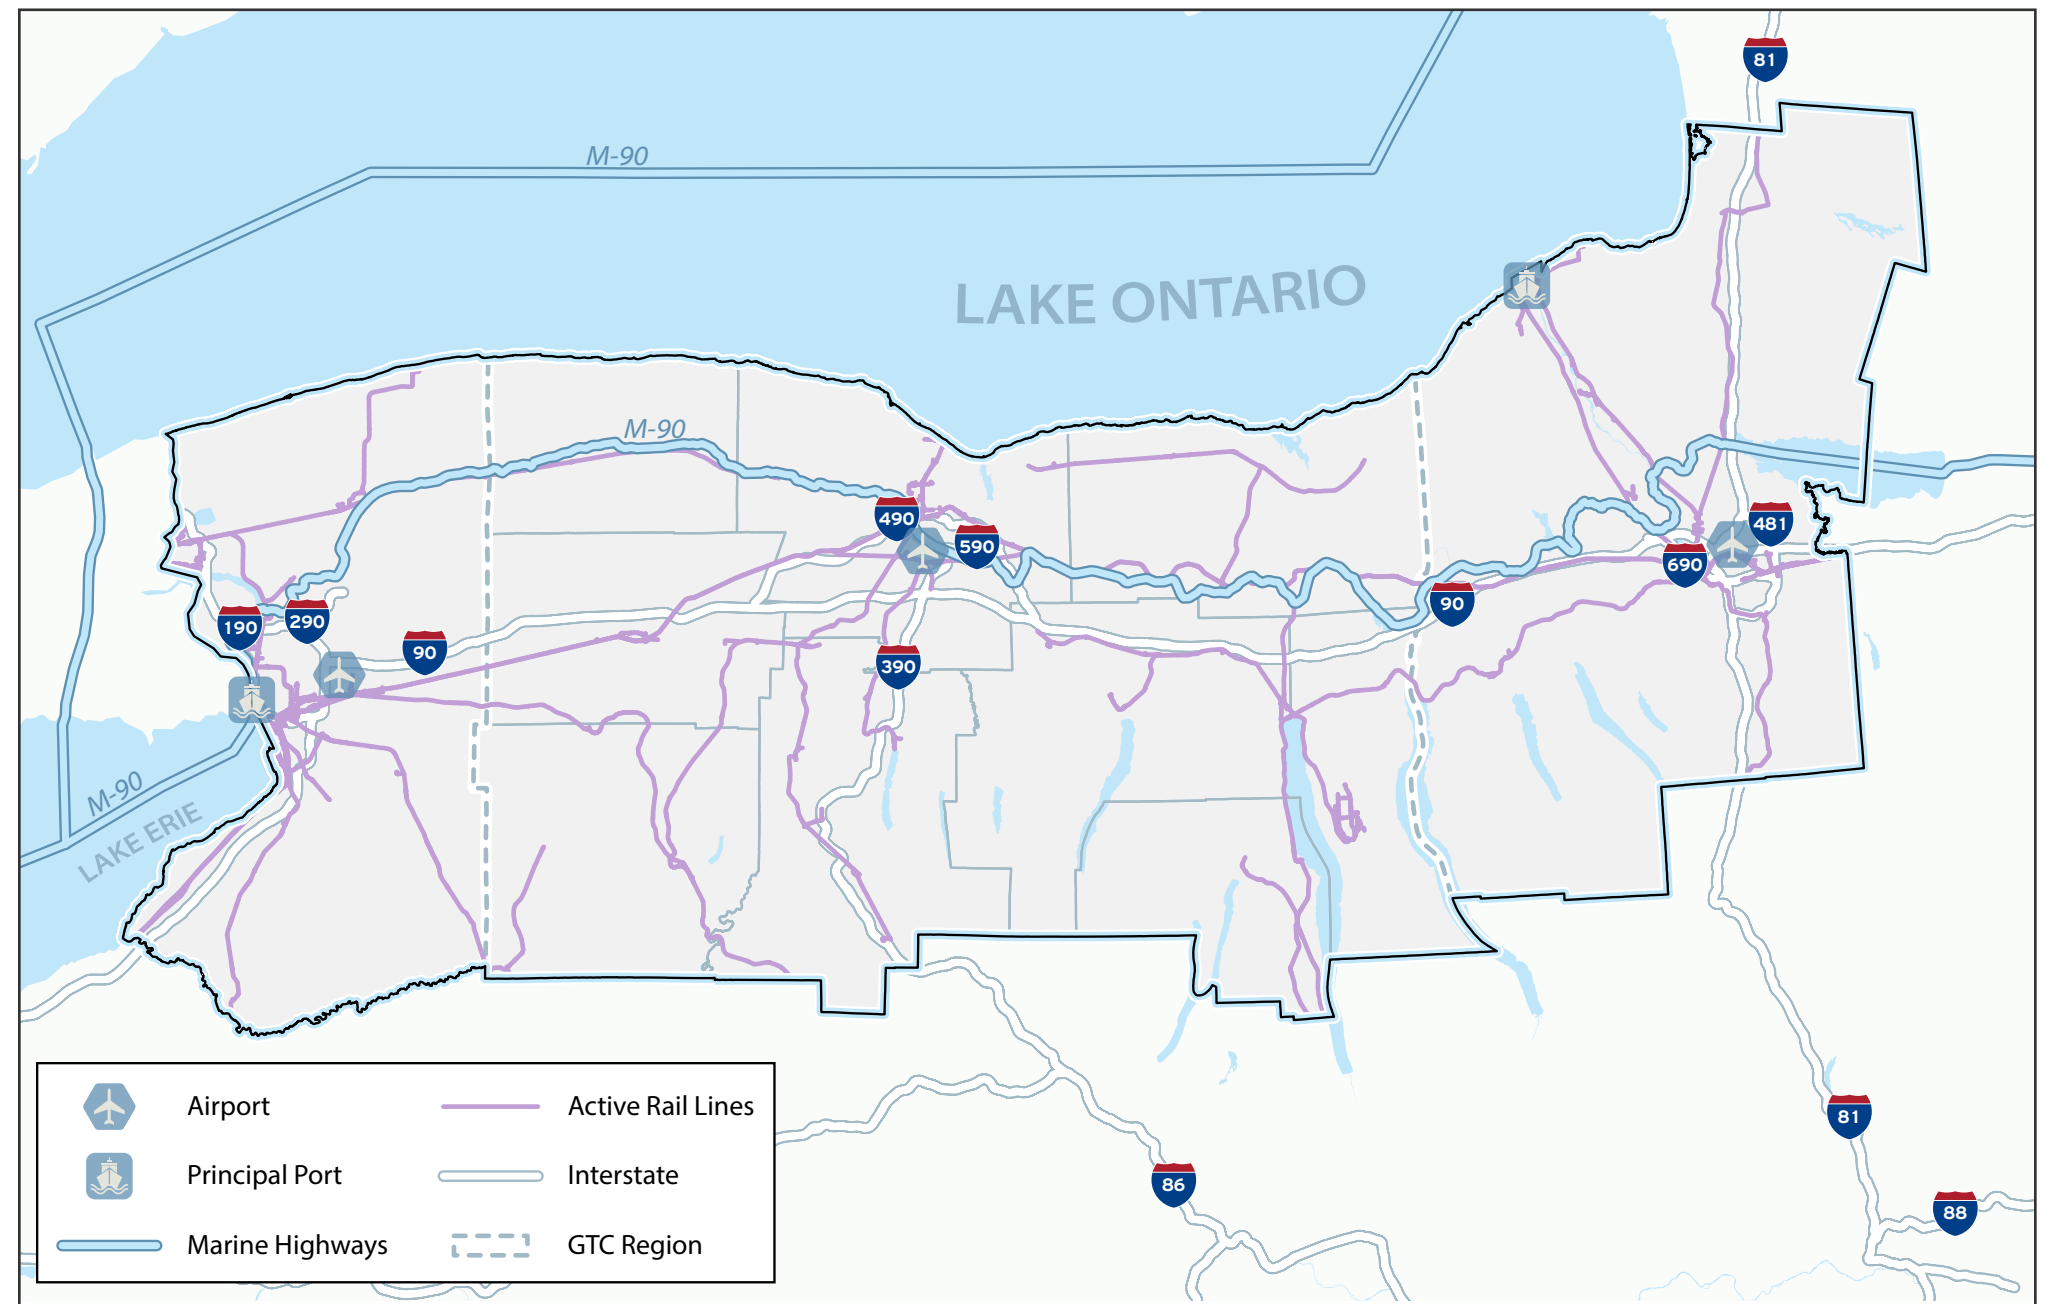 81
M-90
LAKE ONTARIO
M-90
490
590
481
690
90
190
290
90
390
M-90
LAKE ERIE
81
86
88
Airport
Active Rail Lines
Principal Port
Interstate
Marine Highways
GTC Region